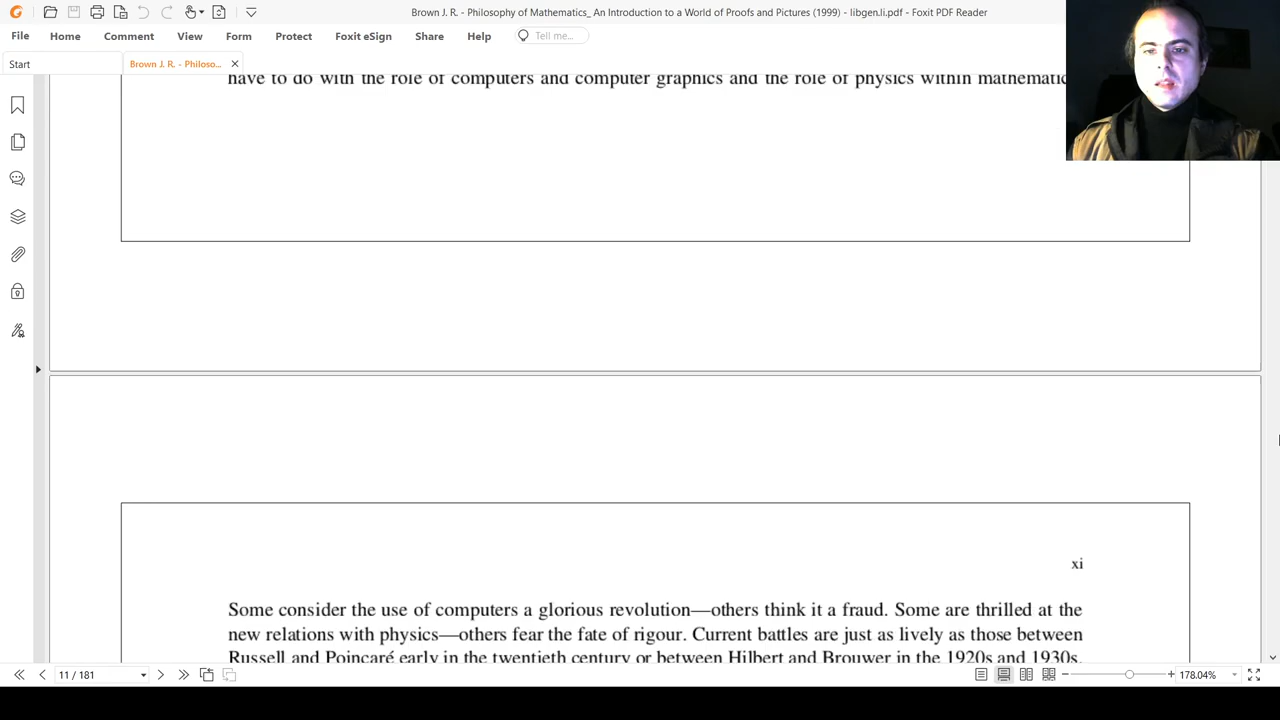 Brown J. R. - Philosophy of Mathematics_ An Introduction to a World of Proofs and Pictures (1999) - libgen.li.pdf - Foxit PDF Reader
File Home Comment View Form Protect Foxit eSign Share Help Tell me...
Start Brown J. R. - Philoso...
have to do with the role of computers and computer graphics and the role of physics within
xi
Some consider the use of computers a glorious revolution—others think it a fraud. Some are thrilled at the
new relations with physics—others fear the fate of rigour. Current battles are just as lively as those between
Russell and Poincaré early in the twentieth century or between Hilbert and Brouwer in the 1920s and 1930s.
11 / 181 178.04%